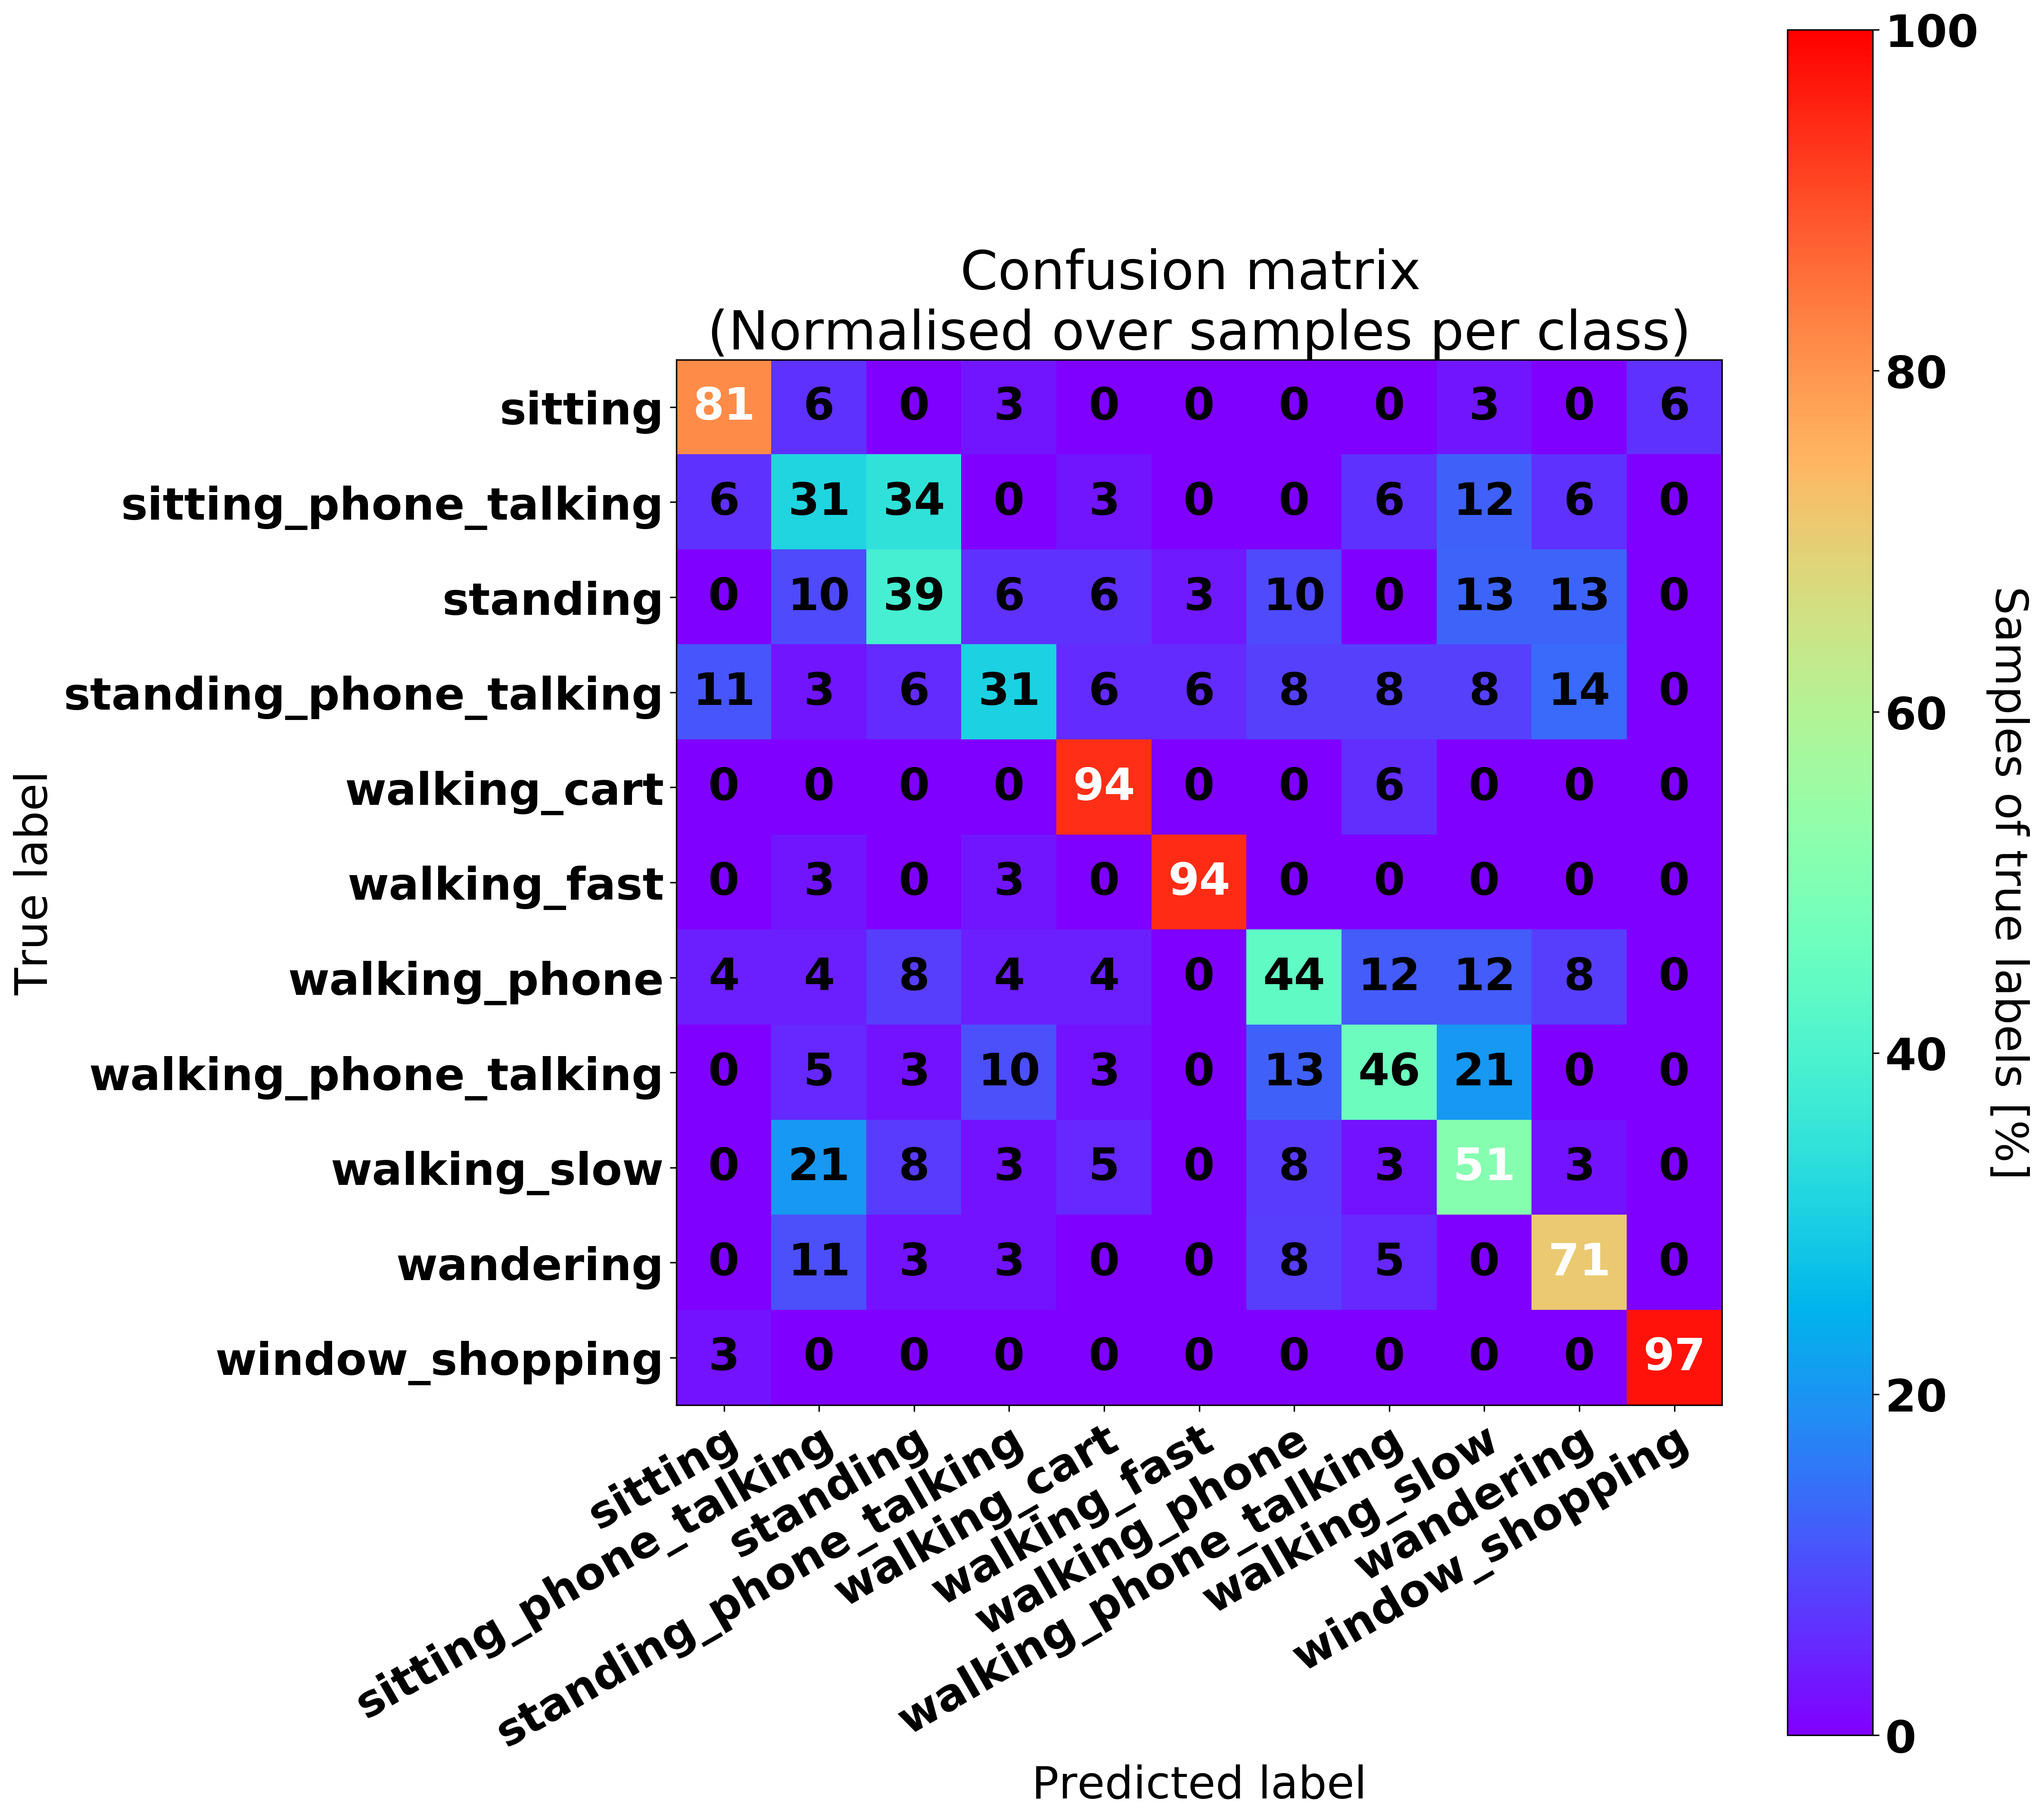 Confusion matrix
(Normalised over samples per class)
sitting 81 6 0 3 0 0 0 0 3 0 6
sitting_phone_talking 6 31 34 0 3 0 0 6 12 6 0
standing 0 10 39 6 6 3 10 0 13 13 0
standing_phone_talking 11 3 6 31 6 6 8 8 8 14 0
walking_cart 0 0 0 0 94 0 0 6 0 0 0
walking_fast 0 3 0 3 0 94 0 0 0 0 0
walking_phone 4 4 8 4 4 0 44 12 12 8 0
walking_phone_talking 0 5 3 10 3 0 13 46 21 0 0
walking_slow 0 21 8 3 5 0 8 3 51 3 0
wandering 0 11 3 3 0 0 8 5 0 71 0
window_shopping 3 0 0 0 0 0 0 0 0 0 97
True label
sitting
sitting_phone_talking
standing
standing_phone_talking
walking_cart
walking_fast
walking_phone
walking_phone_talking
walking_slow
wandering
window_shopping
Predicted label
100
80
60
40
20
0
Samples of true labels [%]